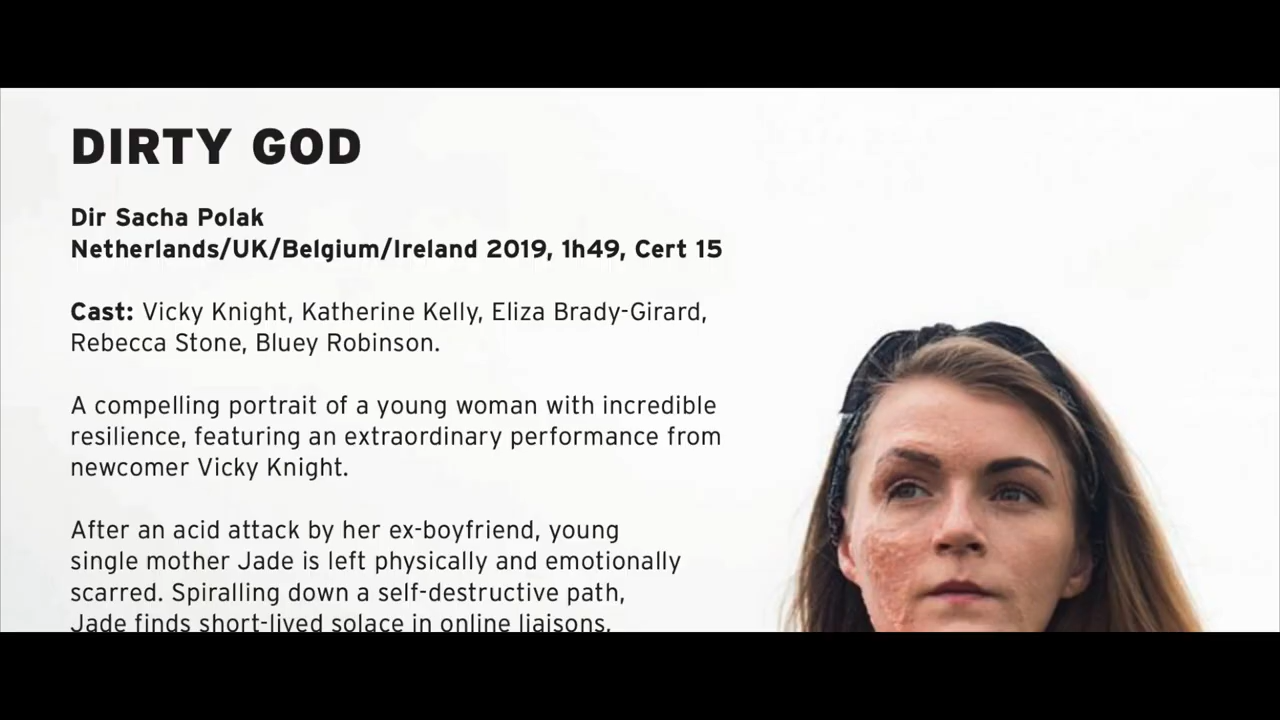 DIRTY GOD
Dir Sacha Polak
Netherlands/UK/Belgium/Ireland 2019, 1h49, Cert 15
Cast: Vicky Knight, Katherine Kelly, Eliza Brady-Girard,
Rebecca Stone, Bluey Robinson.
A compelling portrait of a young woman with incredible
resilience, featuring an extraordinary performance from
newcomer Vicky Knight.
After an acid attack by her ex-boyfriend, young
single mother Jade is left physically and emotionally
scarred. Spiralling down a self-destructive path,
Jade finds short-lived solace in online liaisons,